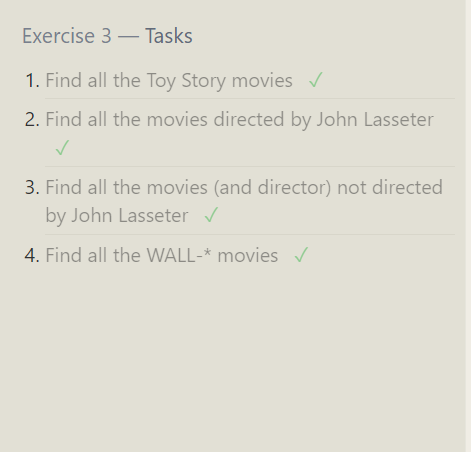 Exercise 3 — Tasks
1. Find all the Toy Story movies ✓
2. Find all the movies directed by John Lasseter
✓
3. Find all the movies (and director) not directed
by John Lasseter ✓
4. Find all the WALL-* movies ✓